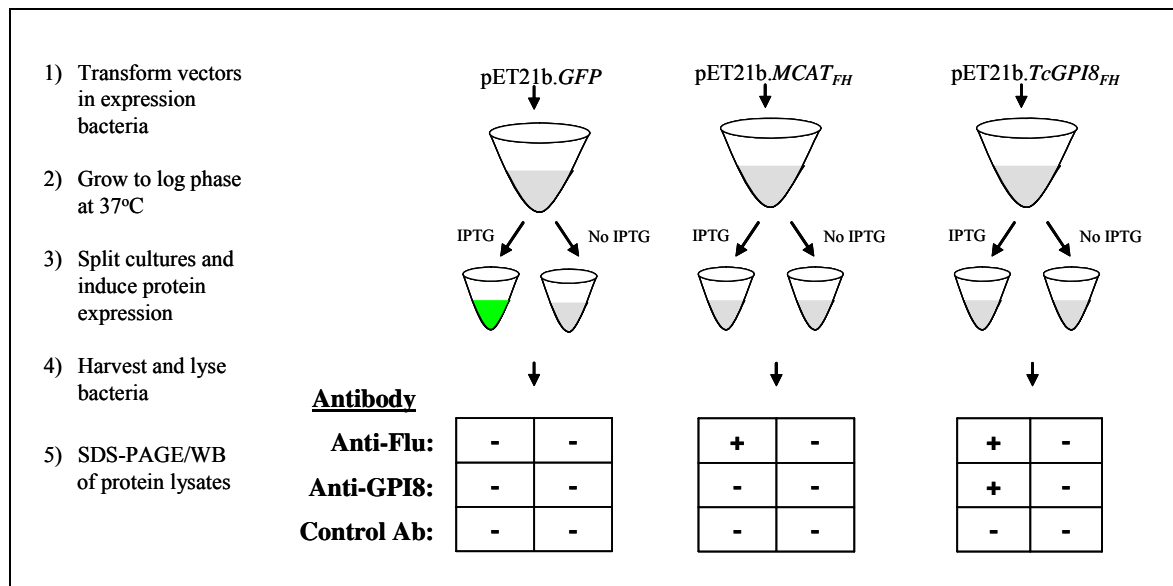 1) Transform vectors
in expression
bacteria
2) Grow to log phase
at 37°C
3) Split cultures and
induce protein
expression
4) Harvest and lyse
bacteria
5) SDS-PAGE/WB
of protein lysates
pET21b.GFP
pET21b.MCAT_FH
pET21b.TcGPI8_FH
IPTG No IPTG
IPTG No IPTG
IPTG No IPTG
Antibody
Anti-Flu: - - + - + -
Anti-GPI8: - - - - + -
Control Ab: - - - - - -